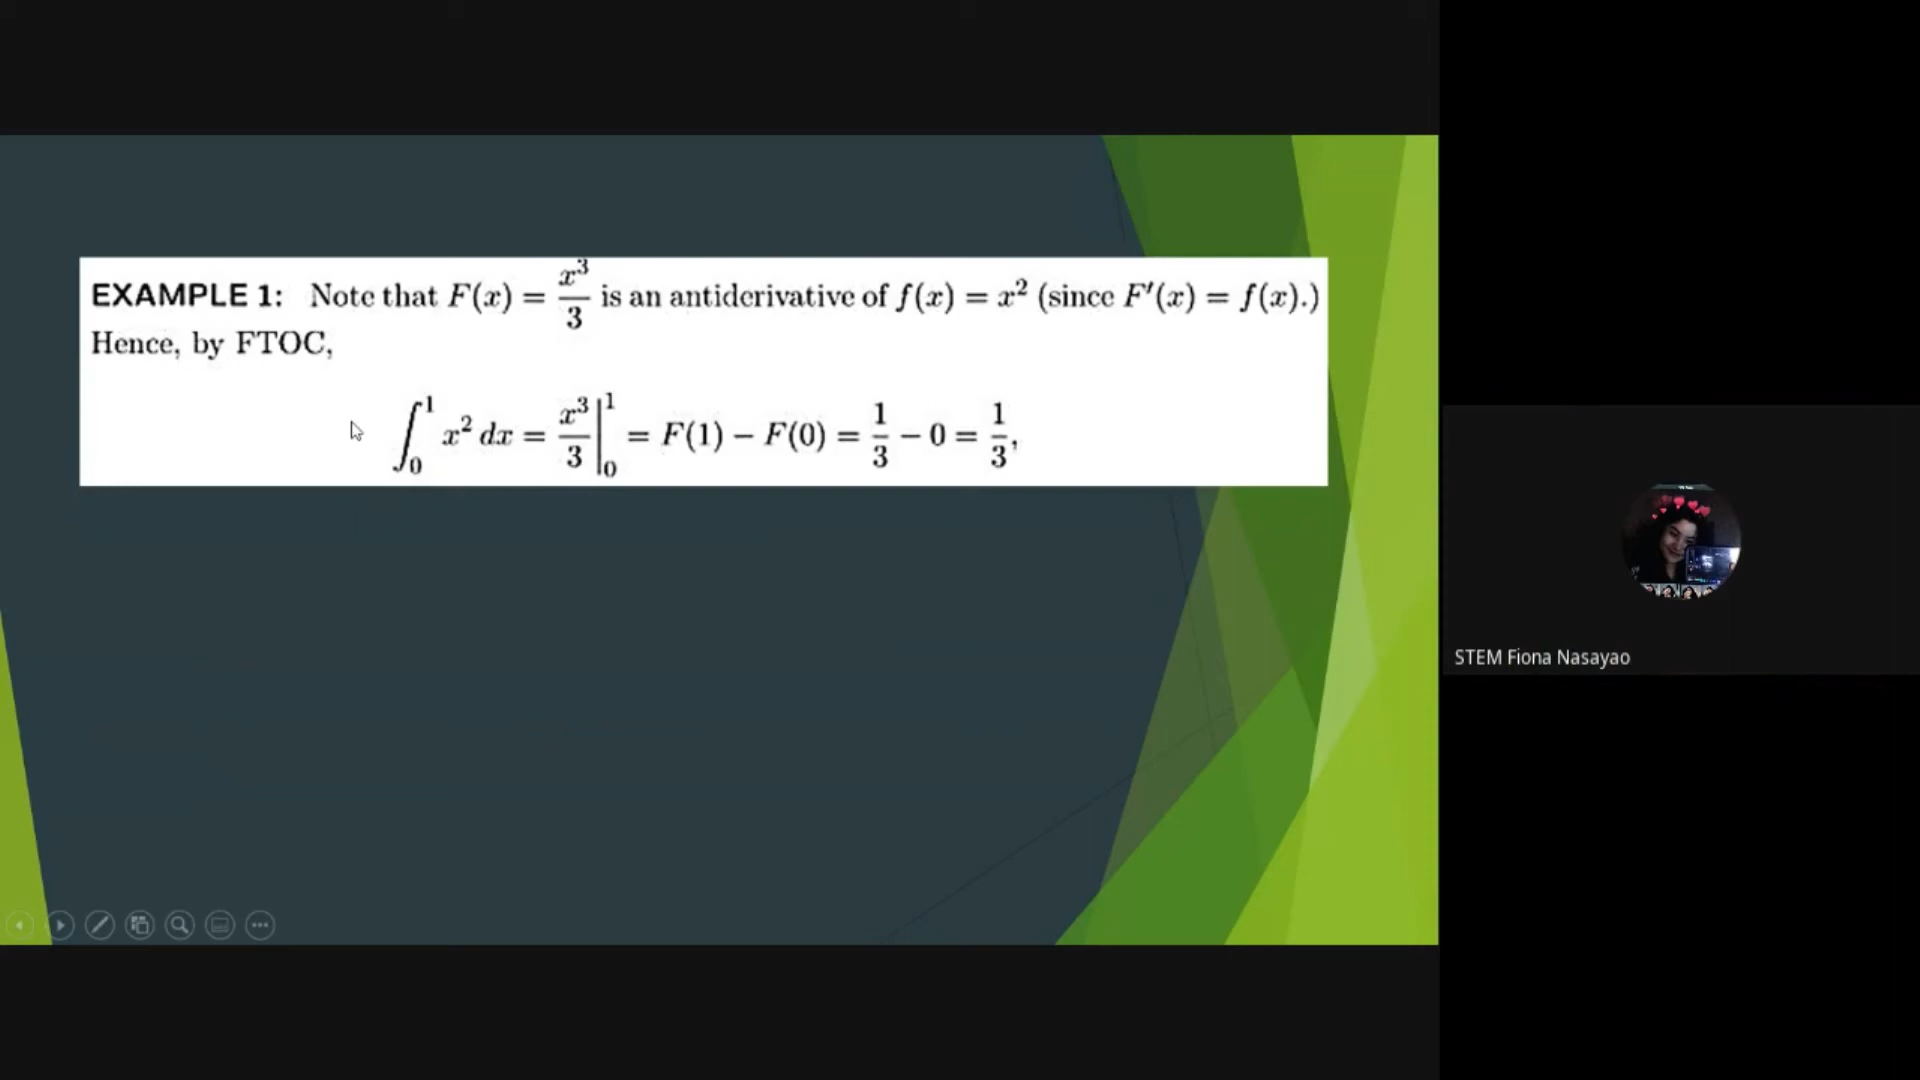 EXAMPLE 1: Note that F(x) = x³/3 is an antiderivative of f(x) = x² (since F′(x) = f(x).)
Hence, by FTOC,
∫₀¹ x² dx = x³/3 |₀¹ = F(1) − F(0) = 1/3 − 0 = 1/3,
STEM Fiona Nasayao